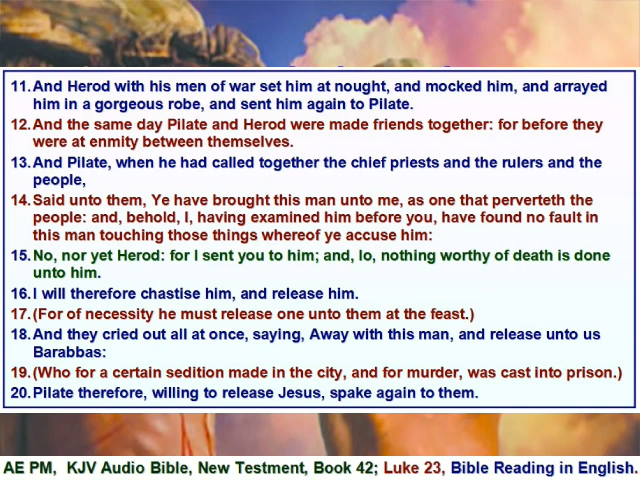 11. And Herod with his men of war set him at nought, and mocked him, and arrayed
him in a gorgeous robe, and sent him again to Pilate.
12. And the same day Pilate and Herod were made friends together: for before they
were at enmity between themselves.
13. And Pilate, when he had called together the chief priests and the rulers and the
people,
14. Said unto them, Ye have brought this man unto me, as one that perverteth the
people: and, behold, I, having examined him before you, have found no fault in
this man touching those things whereof ye accuse him:
15. No, nor yet Herod: for I sent you to him; and, lo, nothing worthy of death is done
unto him.
16. I will therefore chastise him, and release him.
17. (For of necessity he must release one unto them at the feast.)
18. And they cried out all at once, saying, Away with this man, and release unto us
Barabbas:
19. (Who for a certain sedition made in the city, and for murder, was cast into prison.)
20. Pilate therefore, willing to release Jesus, spake again to them.
AE PM, KJV Audio Bible, New Testment, Book 42; Luke 23, Bible Reading in English.